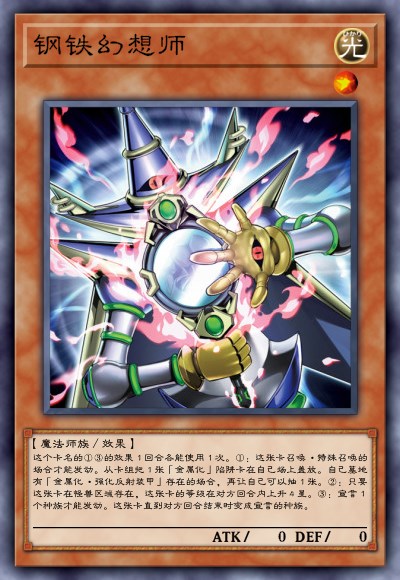 钢铁幻想师
光
【魔法师族／效果】
这个卡名的①③的效果1回合各能使用1次。①：这张卡召唤·特殊召唤的
场合才能发动。从卡组把1张「金属化」陷阱卡在自己场上盖放。自己墓地
有「金属化·强化反射装甲」存在的场合，再让自己可以抽1张。②：只要
这张卡在怪兽区域存在，这张卡的等级在对方回合内上升4星。③：宣言1
个种族才能发动。这张卡直到对方回合结束时变成宣言的种族。
ATK/ 0 DEF/ 0